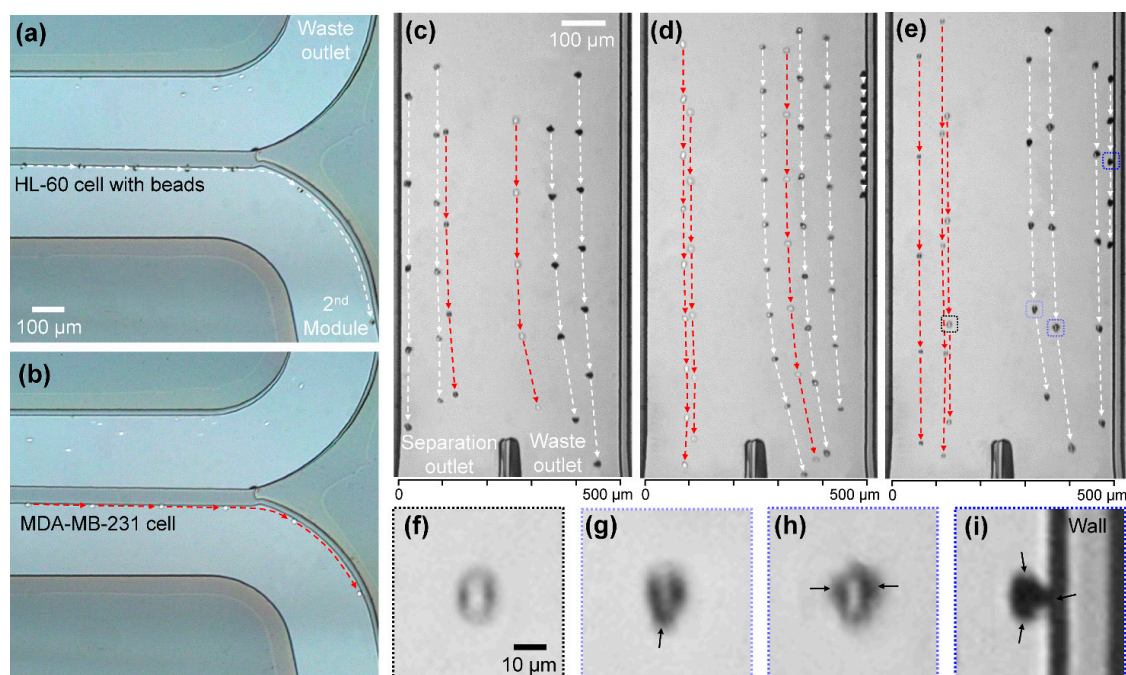 (a)
Waste
outlet
HL-60 cell with beads
100 µm
2nd
Module
(b)
MDA-MB-231 cell
(c)
100 µm
Separation
outlet
Waste
outlet
0
500 µm
(d)
0
500 µm
(e)
0
500 µm
(f)
10 µm
(g)
(h)
(i)
Wall